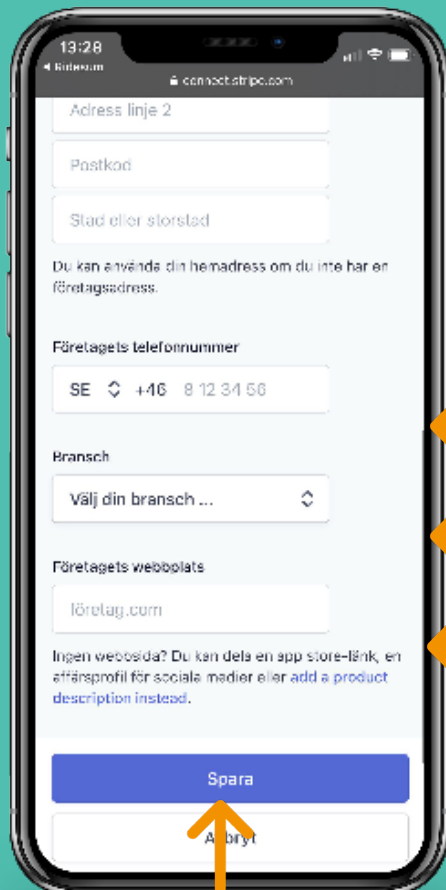 13:28
Ridesum
connect.stripe.com
Adress linje 2
Postkod
Stad eller storstad
Du kan använda din hemadress om du inte har en
företagsadress.
Företagets telefonnummer
SE +46 8 12 34 56
Bransch
Välj din bransch ...
Företagets webbplats
företag.com
Ingen webbsida? Du kan dela en app store-länk, en
affärsprofil för sociala medier eller add a product
description instead.
Spara
Avbryt